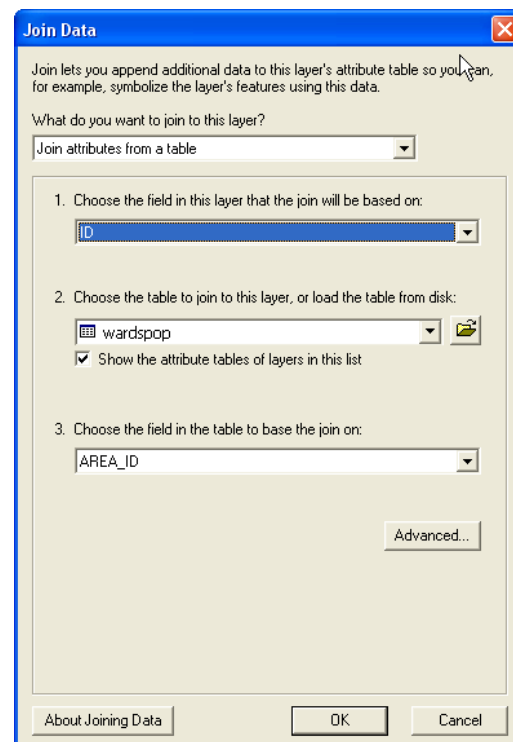 Join Data
Join lets you append additional data to this layer's attribute table so you can,
for example, symbolize the layer's features using this data.
What do you want to join to this layer?
Join attributes from a table
1. Choose the field in this layer that the join will be based on:
ID
2. Choose the table to join to this layer, or load the table from disk:
wardspop
Show the attribute tables of layers in this list
3. Choose the field in the table to base the join on:
AREA_ID
Advanced...
About Joining Data
OK
Cancel